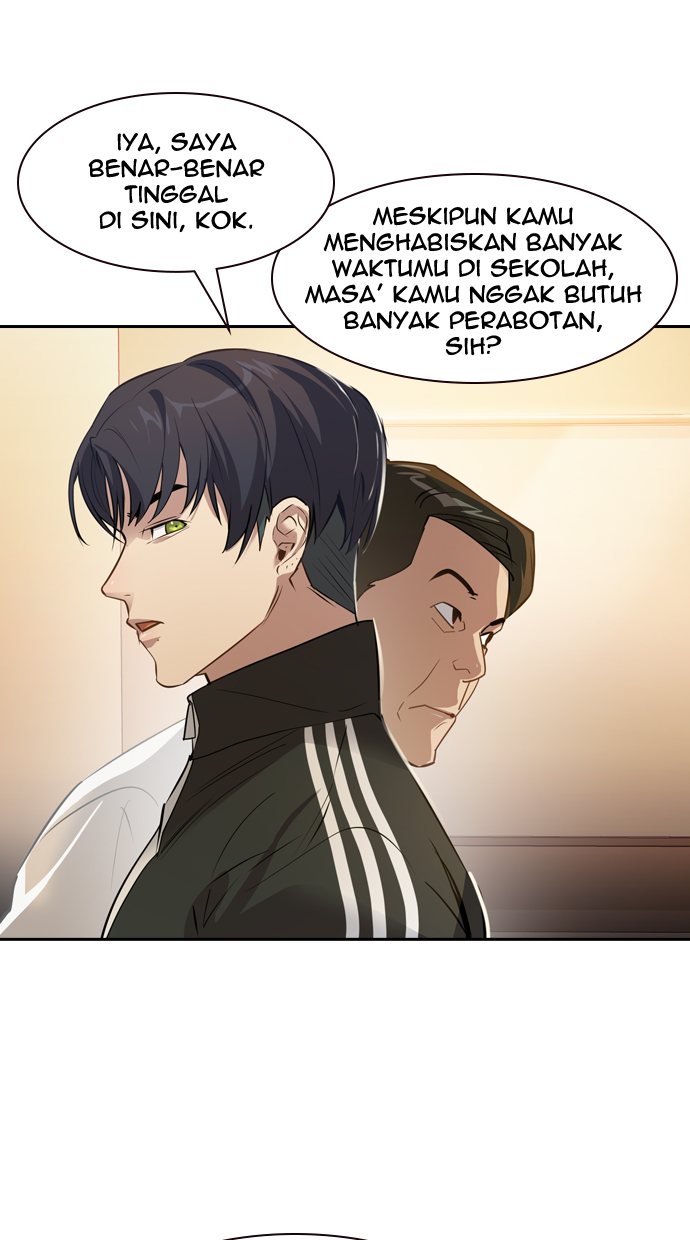 IYA, SAYA
BENAR-BENAR
TINGGAL
DI SINI, KOK.
MESKIPUN KAMU
MENGHABISKAN BANYAK
WAKTUMU DI SEKOLAH,
MASA' KAMU NGGAK BUTUH
BANYAK PERABOTAN,
SIH?